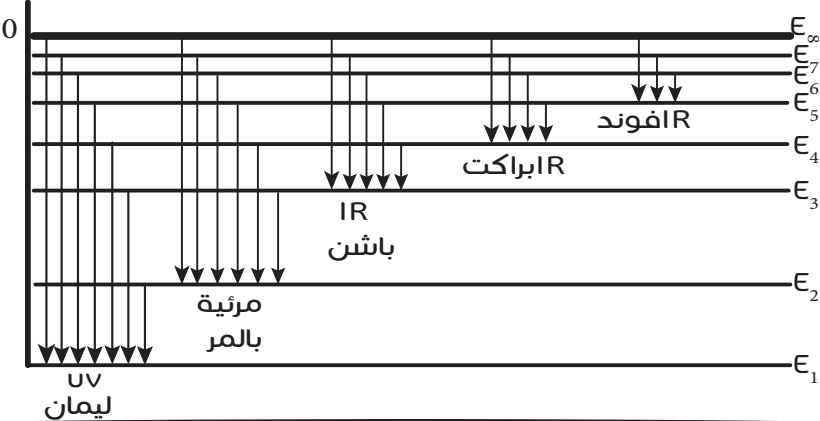 0
E∞
E7
E6
E5
E4
E3
E2
E1
IRافوند
IRابراكت
IR
باشن
مرئية
بالمر
uv
ليمان